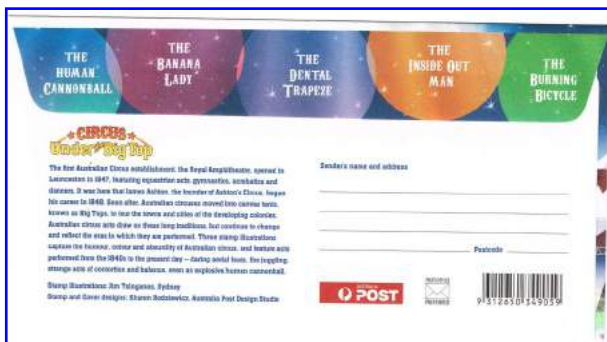 THE
HUMAN
CANNONBALL
THE
BANANA
LADY
THE
DENTAL
TRAPEZE
THE
INSIDE OUT
MAN
THE
BURNING
BICYCLE
CIRCUS
Under the Big Top
The first Australian Circus establishment, the Royal Amphitheatre, opened in
Launceston in 1847, featuring equestrian acts, gymnastics, acrobatics and
dancers. It was here that James Ashton, the founder of Ashton's Circus, began
his career in 1848. Soon after, Australian circuses moved into canvas tents,
known as Big Tops, to tour the towns and cities of the developing colonies.
Australian circus acts draw on these long traditions, but continue to change
and reflect the eras in which they are performed. These stamp illustrations
capture the humour, colour and absurdity of Australian circus, and feature acts
performed from the 1840s to the present day – daring aerial feats, fire juggling,
strange acts of contortion and balance, even an explosive human cannonball.
Stamp illustrations: Jim Tsinganos, Sydney
Stamp and Cover designs: Sharon Rodziewicz, Australia Post Design Studio
Senders name and address
Postcode
POST
9 312650 349059